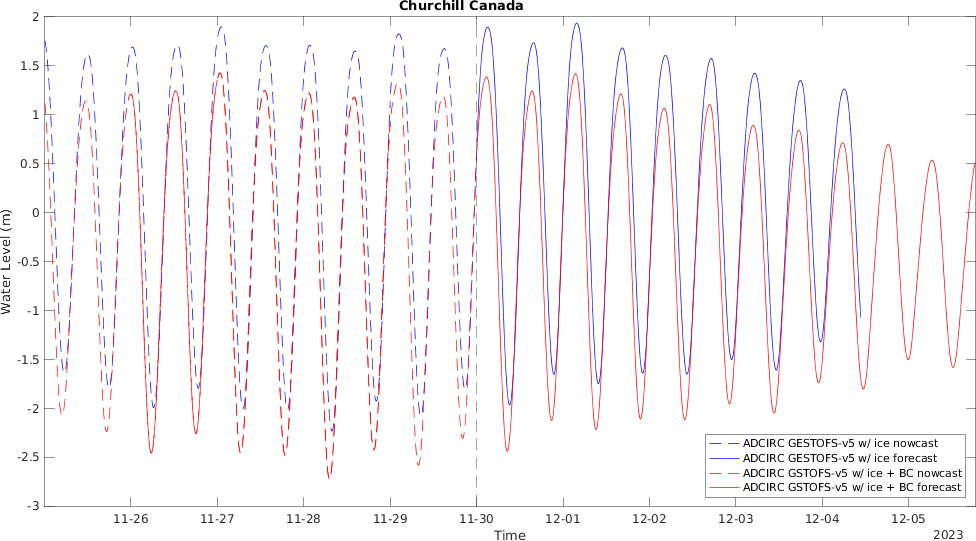 Churchill Canada
2
1.5
1
0.5
0
-0.5
-1
-1.5
-2
-2.5
-3
Water Level (m)
ADCIRC GESTOFS-v5 w/ ice nowcast
ADCIRC GESTOFS-v5 w/ ice forecast
ADCIRC GSTOFS-v5 w/ ice + BC nowcast
ADCIRC GSTOFS-v5 w/ ice + BC forecast
11-26 11-27 11-28 11-29 11-30 12-01 12-02 12-03 12-04 12-05
Time
2023